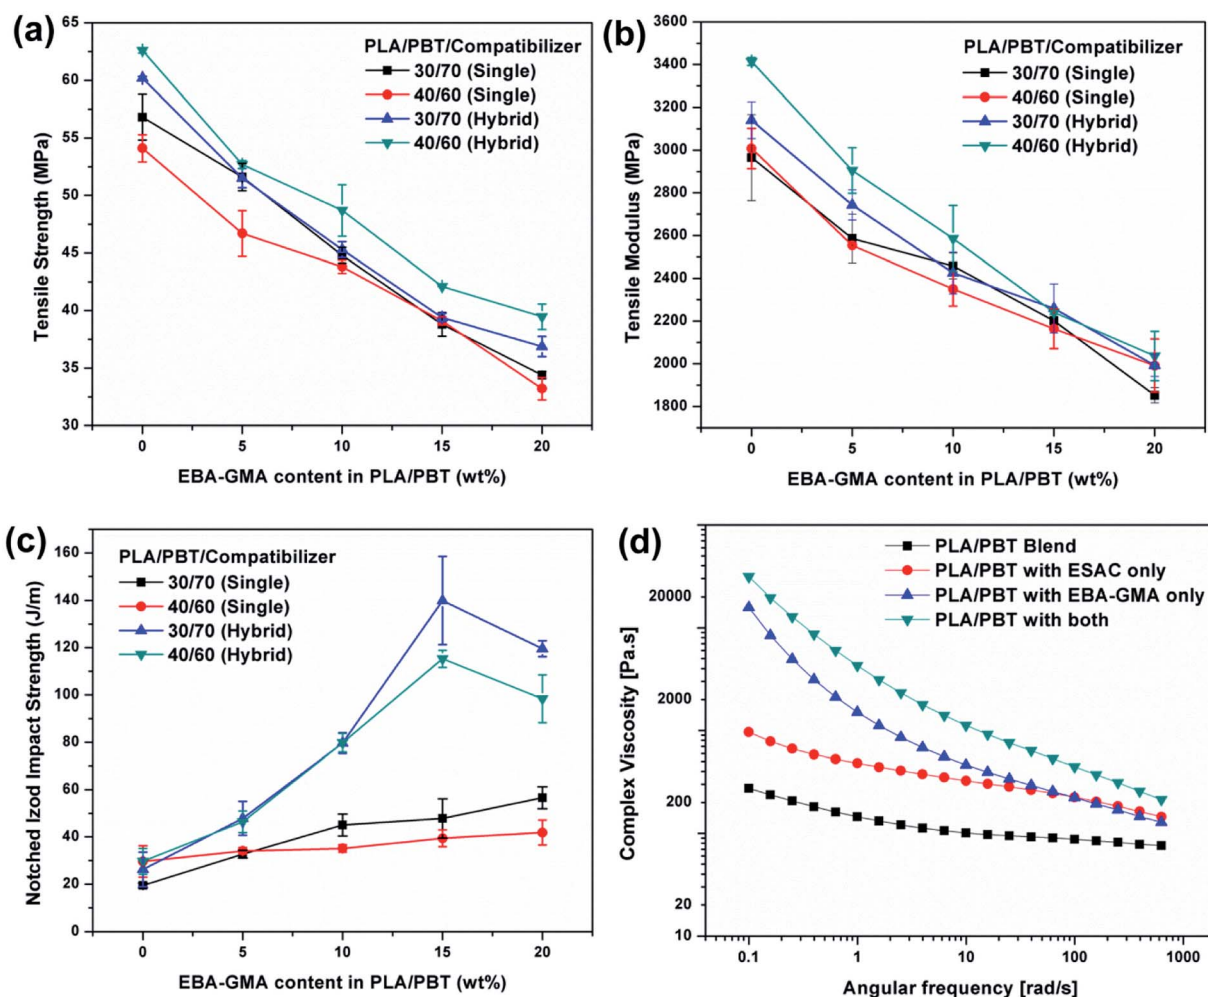 (a)
65
60
55
50
45
40
35
30
Tensile Strength (MPa)
PLA/PBT/Compatibilizer
30/70 (Single)
40/60 (Single)
30/70 (Hybrid)
40/60 (Hybrid)
0 5 10 15 20
EBA-GMA content in PLA/PBT (wt%)
(b)
3600
3400
3200
3000
2800
2600
2400
2200
2000
1800
Tensile Modulus (MPa)
PLA/PBT/Compatibilizer
30/70 (Single)
40/60 (Single)
30/70 (Hybrid)
40/60 (Hybrid)
0 5 10 15 20
EBA-GMA content in PLA/PBT (wt%)
(c)
160
140
120
100
80
60
40
20
0
Notched Izod Impact Strength (J/m)
PLA/PBT/Compatibilizer
30/70 (Single)
40/60 (Single)
30/70 (Hybrid)
40/60 (Hybrid)
0 5 10 15 20
EBA-GMA content in PLA/PBT (wt%)
(d)
20000
2000
200
20
10
Complex Viscosity [Pa.s]
PLA/PBT Blend
PLA/PBT with ESAC only
PLA/PBT with EBA-GMA only
PLA/PBT with both
0.1 1 10 100 1000
Angular frequency [rad/s]